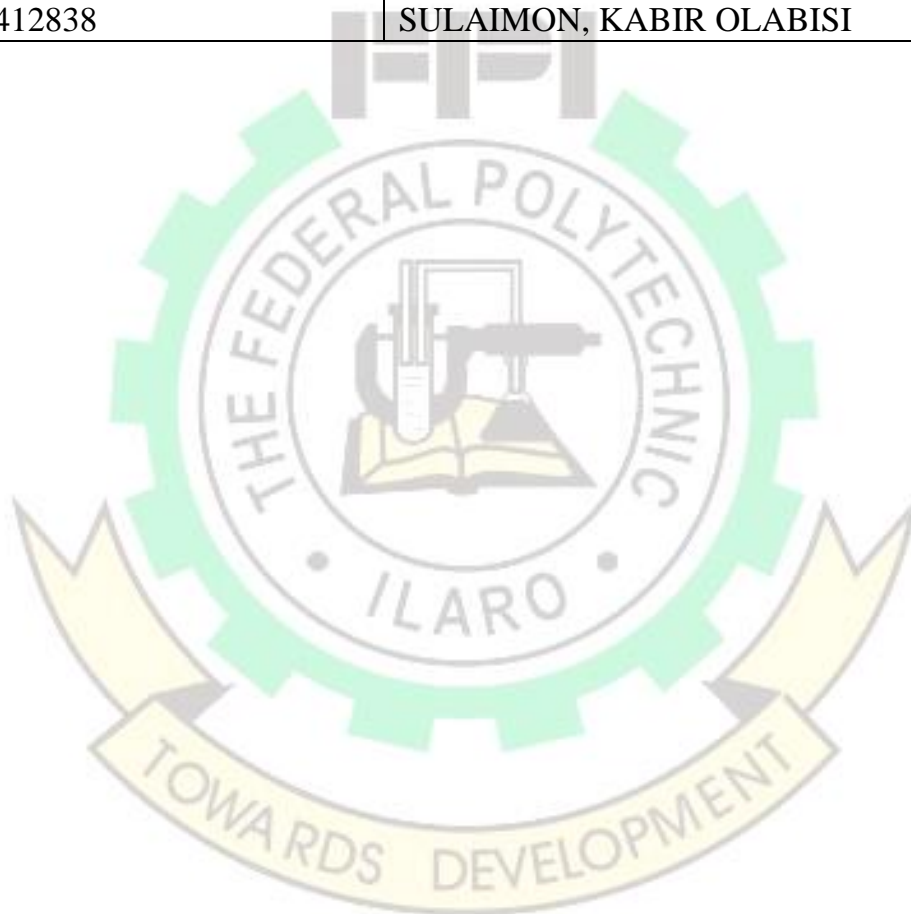 412838 SULAIMON, KABIR OLABISI
THE FEDERAL POLYTECHNIC
• ILARO •
TOWARDS DEVELOPMENT